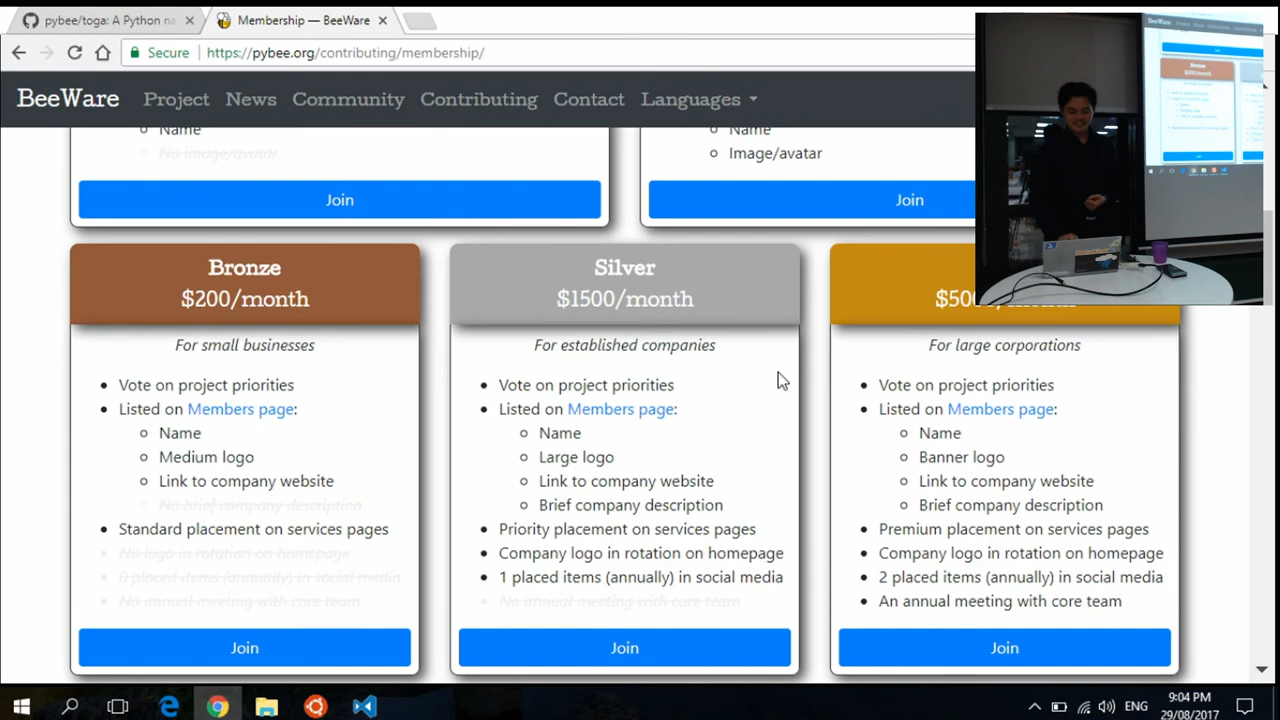 pybee/toga: A Python na
Membership — BeeWare
Secure
https://pybee.org/contributing/membership/
BeeWare Project News Community Contributing Contact Languages
Name
No image/avatar
Join
Name
Image/avatar
Join
Bronze
$200/month
For small businesses
Vote on project priorities
Listed on Members page:
Name
Medium logo
Link to company website
No brief company description
Standard placement on services pages
No logo in rotation on homepage
0 placed items (annually) in social media
No annual meeting with core team
Join
Silver
$1500/month
For established companies
Vote on project priorities
Listed on Members page:
Name
Large logo
Link to company website
Brief company description
Priority placement on services pages
Company logo in rotation on homepage
1 placed items (annually) in social media
No annual meeting with core team
Join
For large corporations
Vote on project priorities
Listed on Members page:
Name
Banner logo
Link to company website
Brief company description
Premium placement on services pages
Company logo in rotation on homepage
2 placed items (annually) in social media
An annual meeting with core team
Join
BeeWare
Bronze
$200/month
ENG
9:04 PM
29/08/2017